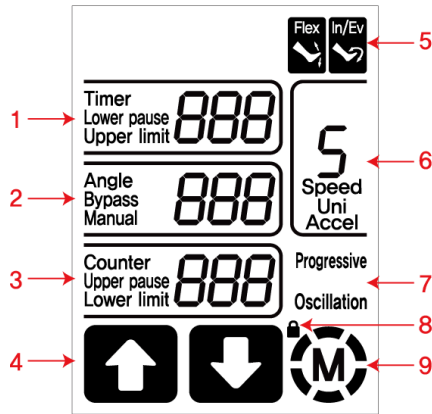 Flex In/Ev
5
Timer
1 Lower pause 888
Upper limit
5 6
Speed
Uni
Accel
Angle
2 Bypass 888
Manual
Counter
3 Upper pause 888
Lower limit
Progressive
7
Oscillation
8
4
M 9